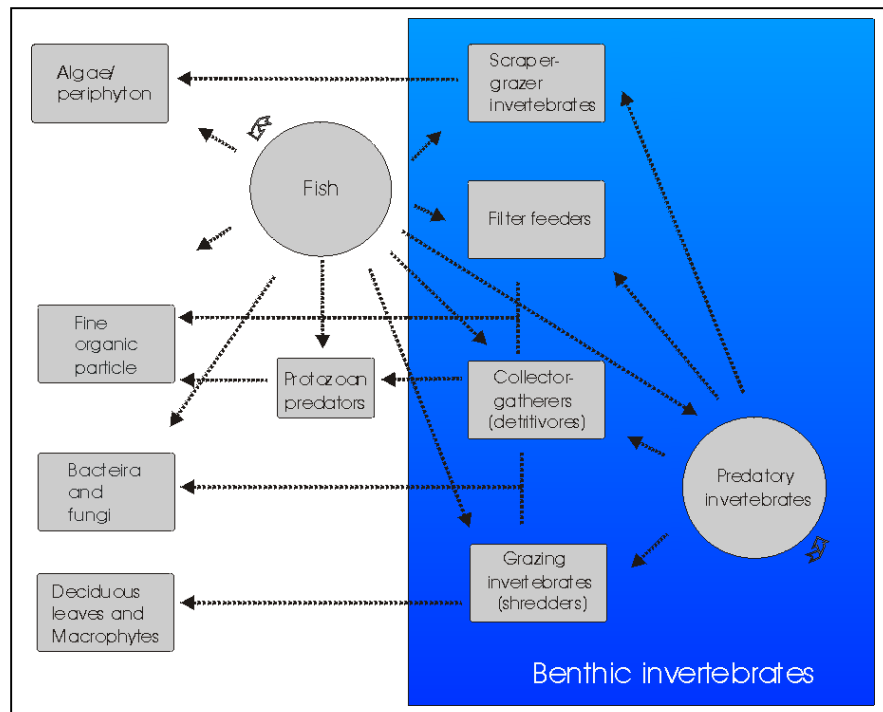 Algae/
periphyton
Scraper-
grazer
invertebrates
Fish
Filter feeders
Fine
organic
particle
Protazoan
predators
Collector-
gatherers
(detritivores)
Bacteira
and
fungi
Predatory
invertebrates
Deciduous
leaves and
Macrophytes
Grazing
invertebrates
(shredders)
Benthic invertebrates